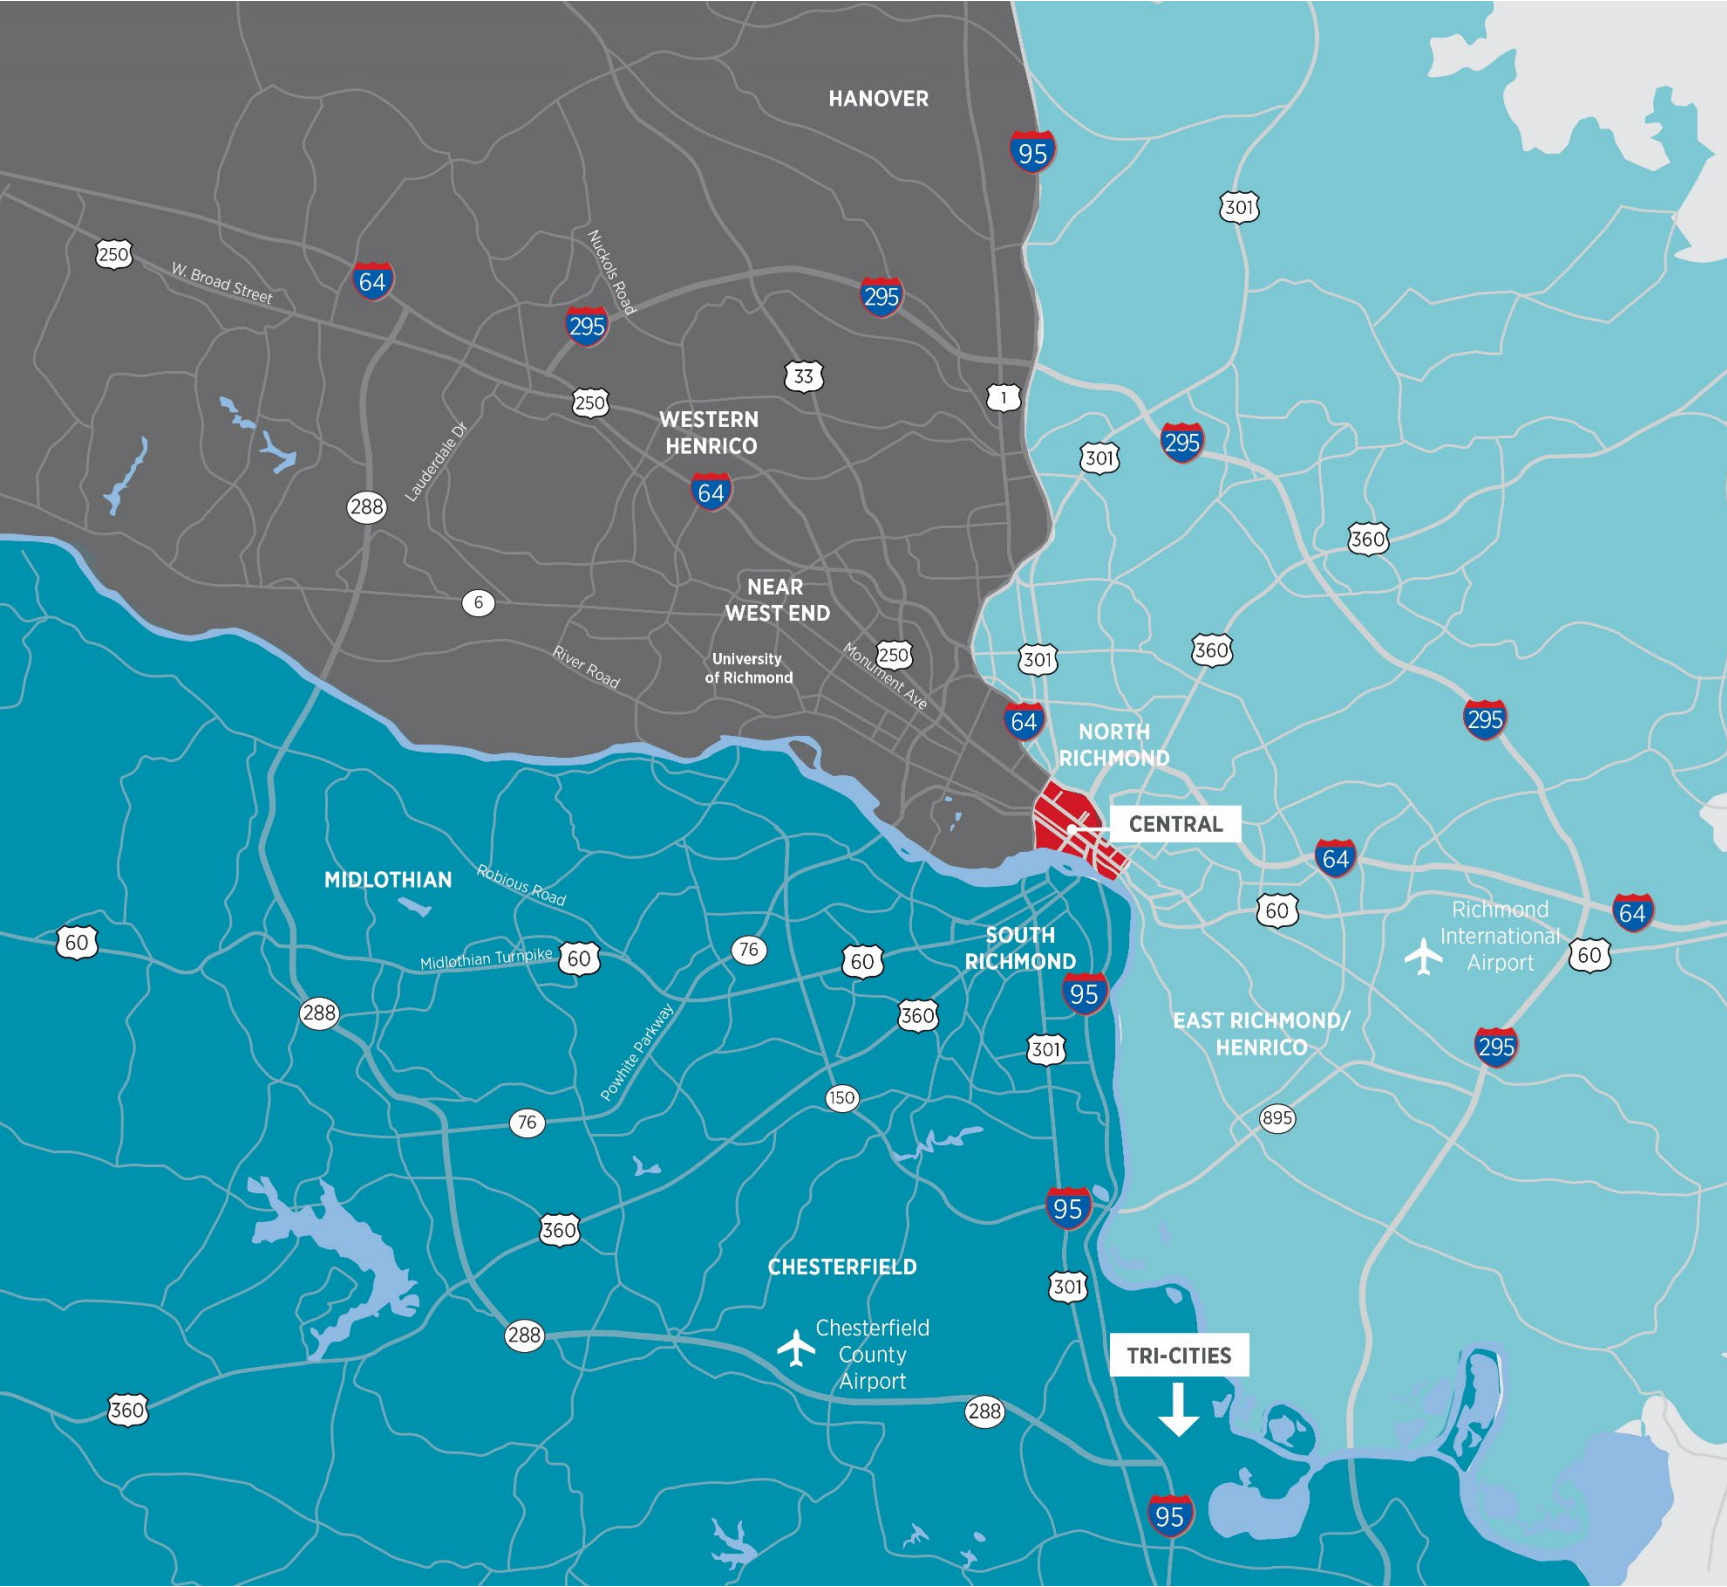 HANOVER
95
301
250
W. Broad Street
64
Nuckols Road
295
295
33
1
250
WESTERN
HENRICO
Lauderdale Dr
301
295
64
288
360
NEAR
WEST END
6
University
of Richmond
River Road
Monument Ave
250
301
360
64
NORTH
RICHMOND
295
CENTRAL
64
MIDLOTHIAN
Robious Road
60
Richmond
International
Airport
64
60
Midlothian Turnpike
60
76
60
SOUTH
RICHMOND
60
95
288
Powhite Parkway
360
301
EAST RICHMOND/
HENRICO
295
150
76
895
95
360
CHESTERFIELD
301
288
Chesterfield
County
Airport
TRI-CITIES
360
288
95